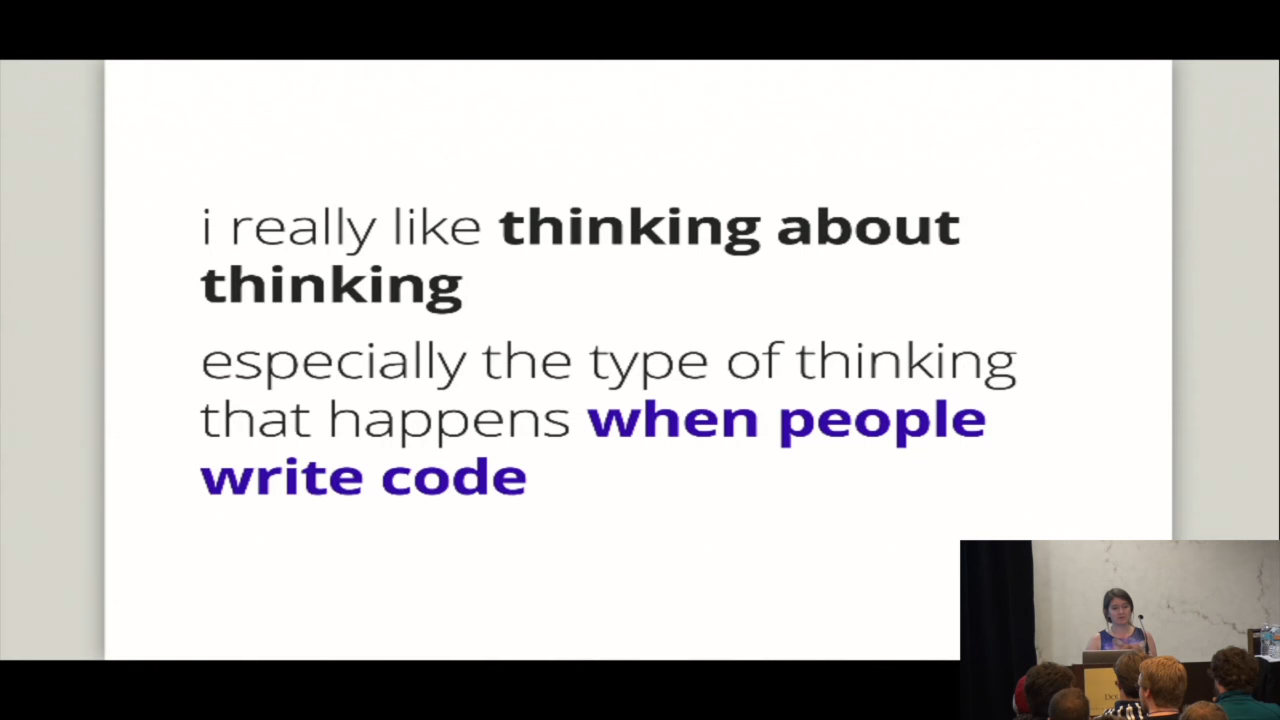 i really like thinking about
thinking
especially the type of thinking
that happens when people
write code